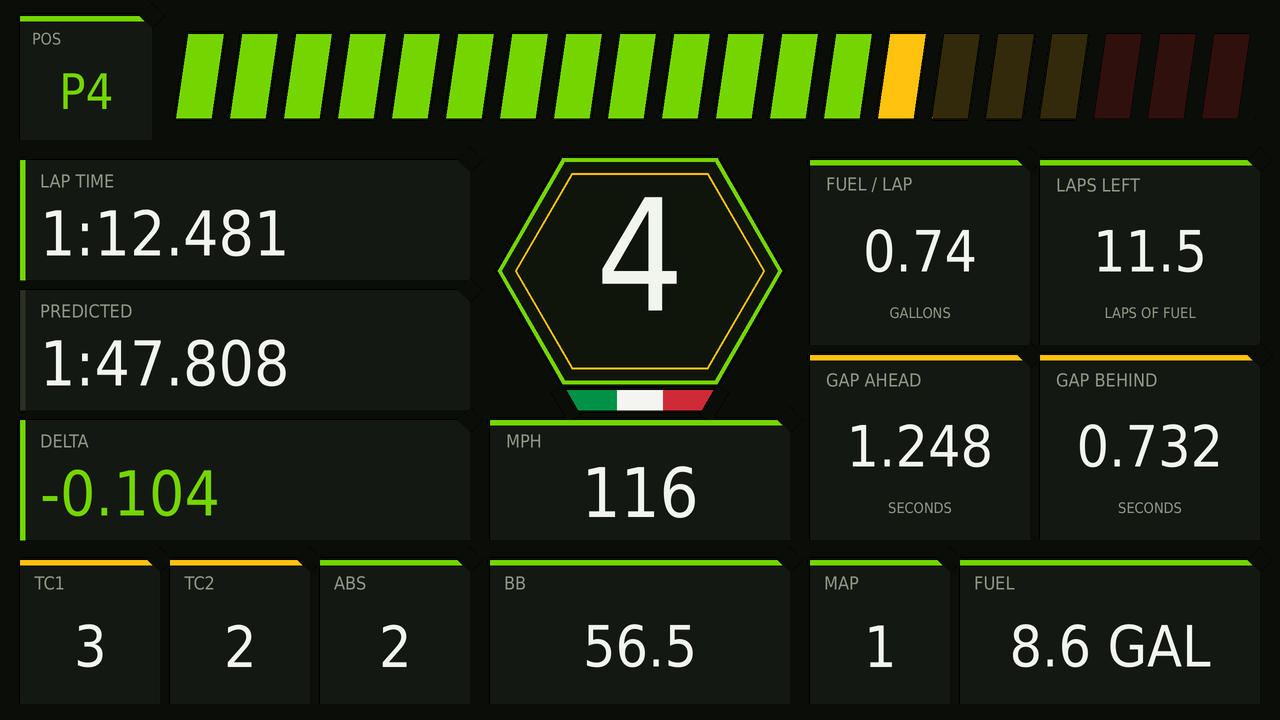 POS
P4
LAP TIME
1:12.481
PREDICTED
1:47.808
DELTA
-0.104
4
MPH
116
FUEL / LAP
0.74
GALLONS
LAPS LEFT
11.5
LAPS OF FUEL
GAP AHEAD
1.248
SECONDS
GAP BEHIND
0.732
SECONDS
TC1
3
TC2
2
ABS
2
BB
56.5
MAP
1
FUEL
8.6 GAL